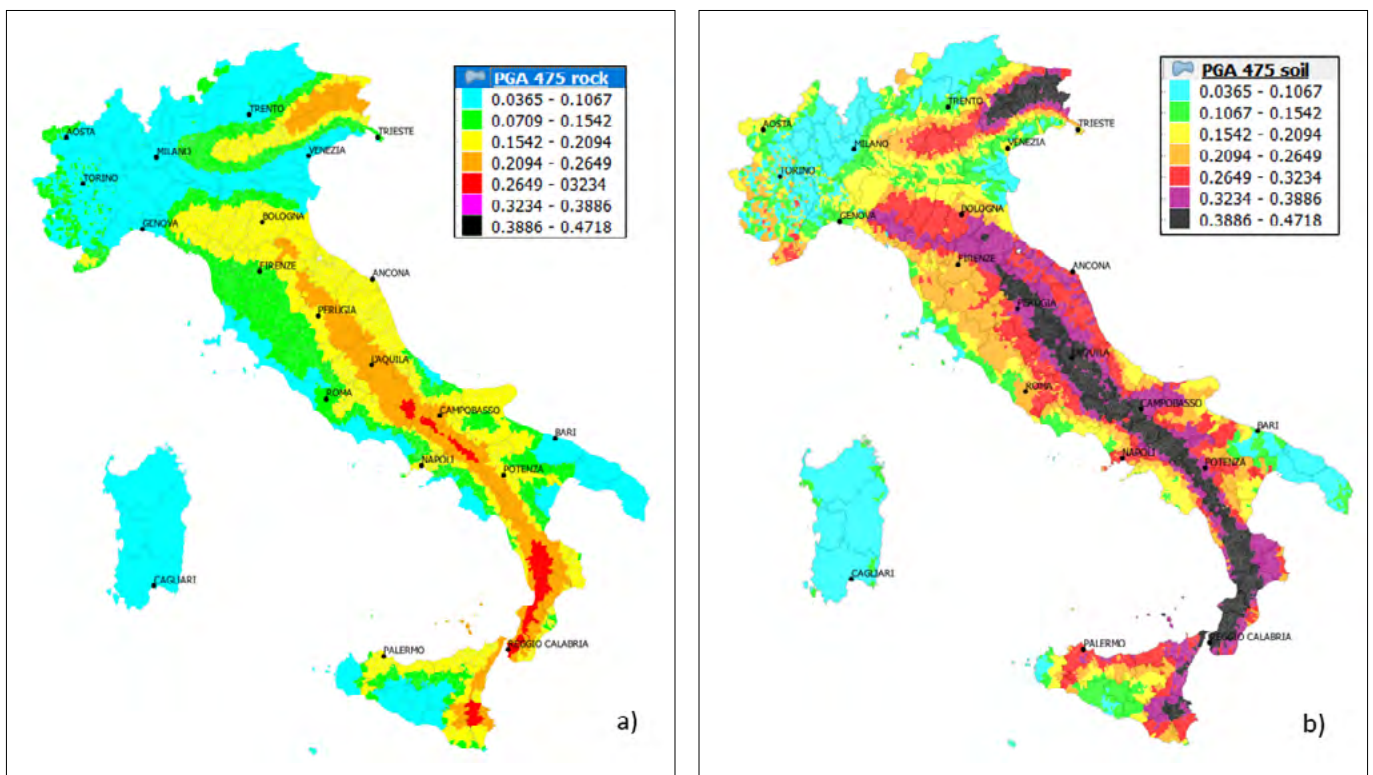 PGA 475 rock
0.0365 - 0.1067
0.0709 - 0.1542
0.1542 - 0.2094
0.2094 - 0.2649
0.2649 - 03234
0.3234 - 0.3886
0.3886 - 0.4718
TRENTO
AOSTA
TRIESTE
MILANO
VENEZIA
TORINO
BOLOGNA
GENOVA
FIRENZE
ANCONA
PERUGIA
L'AQUILA
ROMA
CAMPOBASSO
BARI
NAPOLI
POTENZA
CAGLIARI
REGGIO CALABRIA
PALERMO
a)
PGA 475 soil
0.0365 - 0.1067
0.1067 - 0.1542
0.1542 - 0.2094
0.2094 - 0.2649
0.2649 - 0.3234
0.3234 - 0.3886
0.3886 - 0.4718
TRENTO
AOSTA
TRIESTE
MILANO
VENEZIA
TORINO
BOLOGNA
GENOVA
FIRENZE
ANCONA
PERUGIA
L'AQUILA
ROMA
CAMPOBASSO
BARI
NAPOLI
POTENZA
CAGLIARI
REGGIO CALABRIA
PALERMO
b)